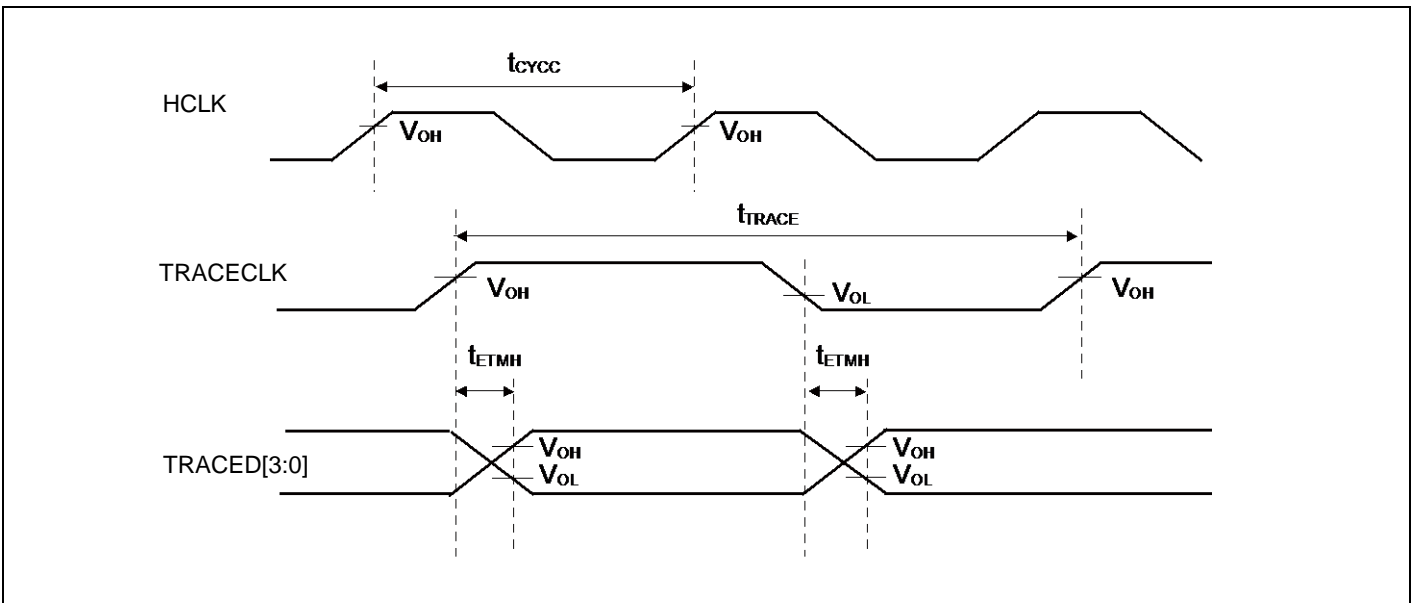 tCYCC
HCLK
VOH VOH
tTRACE
TRACECLK
VOH VOL VOH
tETMH tETMH
TRACED[3:0]
VOH VOH
VOL VOL